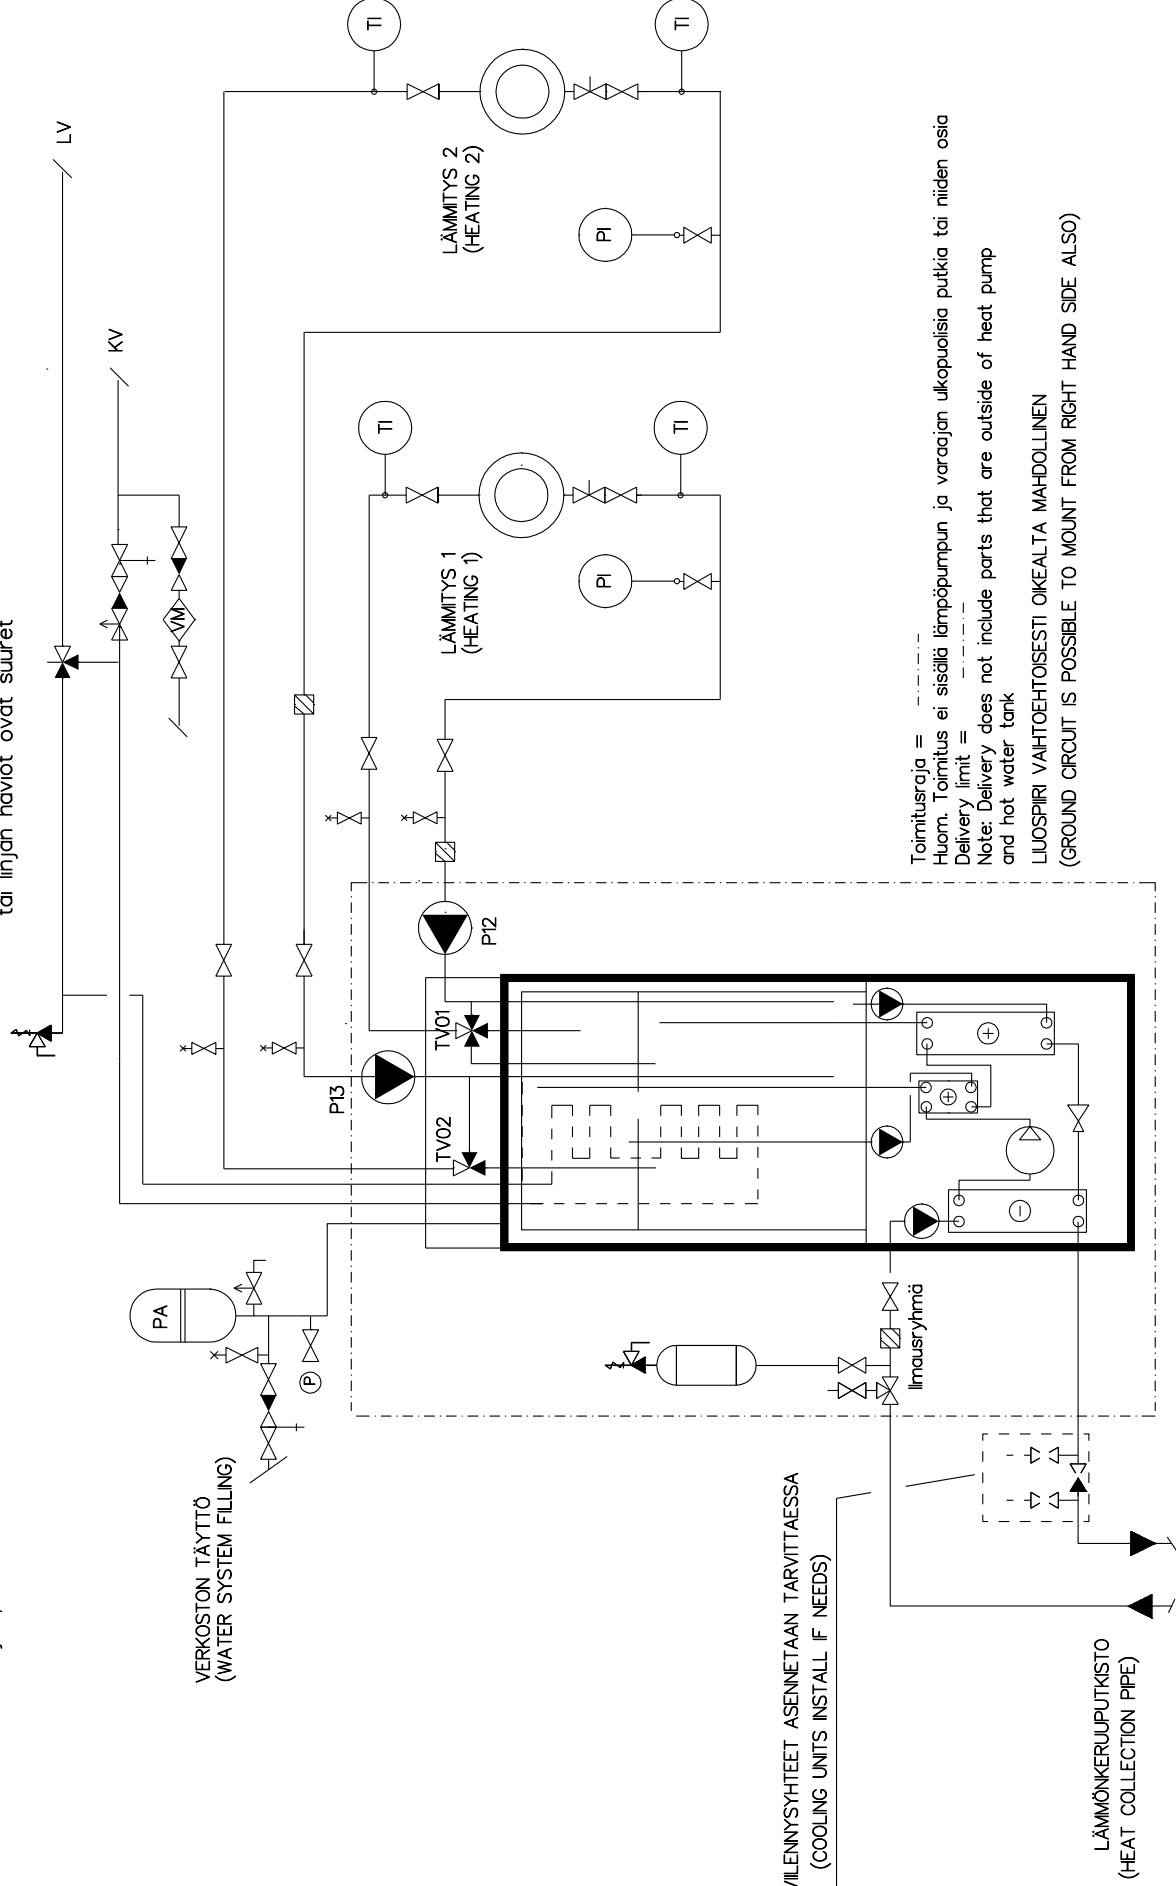 tai linjan häviöt ovat suuret
LV
KV
TI
TI
LÄMMITYS 2
(HEATING 2)
PI
TI
TI
LÄMMITYS 1
(HEATING 1)
PI
VM
P12
P13
TV01
TV02
PA
P
VERKOSTON TÄYTTÖ
(WATER SYSTEM FILLING)
Ilmausryhmä
Toimitusraja =
Huom. Toimitus ei sisällä lämpöpumpun ja varaajan ulkopuolisia putkia tai niiden osia
Delivery limit =
Note: Delivery does not include parts that are outside of heat pump
and hot water tank
LIUOSPIIRI VAIHTOEHTOISESTI OIKEALTA MAHDOLLINEN
(GROUND CIRCUIT IS POSSIBLE TO MOUNT FROM RIGHT HAND SIDE ALSO)
VIILENNYSYHTEET ASENNETAAN TARVITTAESSA
(COOLING UNITS INSTALL IF NEEDS)
LÄMMÖNKERUUPUTKISTO
(HEAT COLLECTION PIPE)